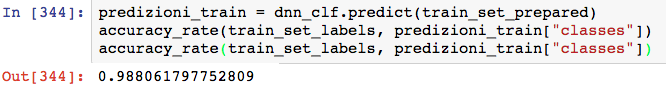 In [344]: predizioni_train = dnn_clf.predict(train_set_prepared)
accuracy_rate(train_set_labels, predizioni_train["classes"])
accuracy_rate(train_set_labels, predizioni_train["classes"])
Out[344]: 0.988061797752809